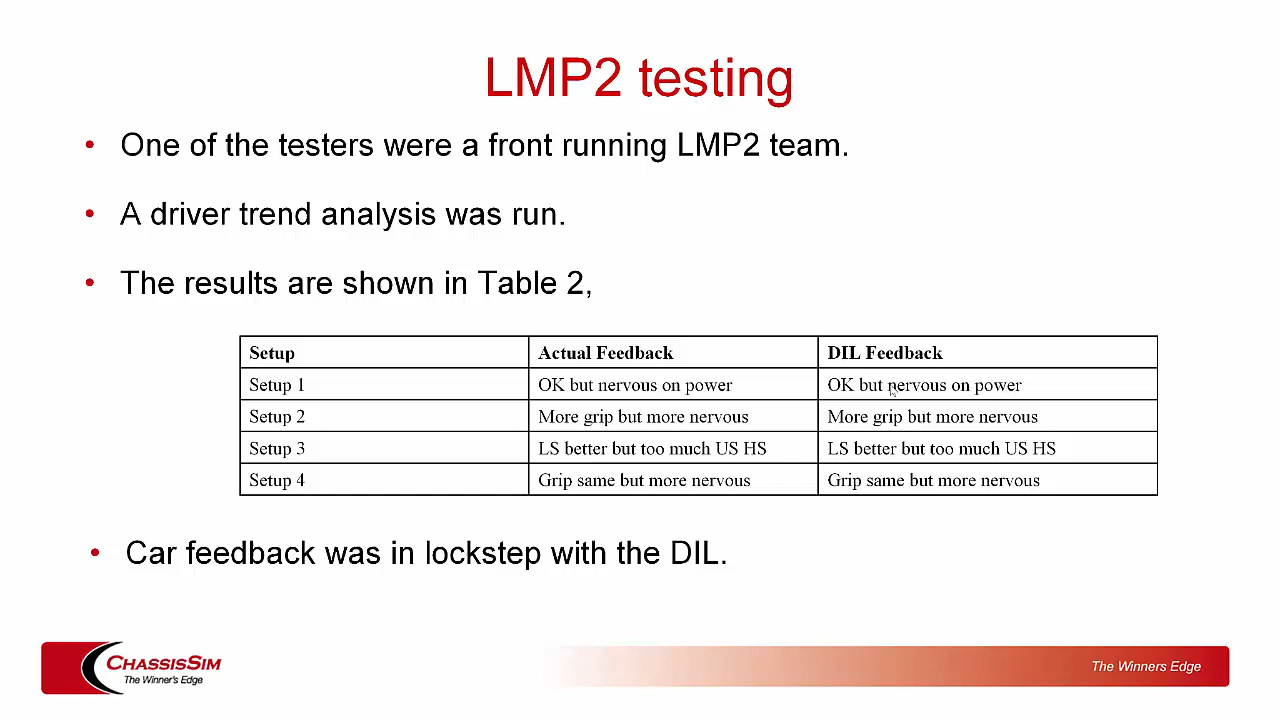 LMP2 testing
• One of the testers were a front running LMP2 team.
• A driver trend analysis was run.
• The results are shown in Table 2,
Setup Actual Feedback DIL Feedback
Setup 1 OK but nervous on power OK but nervous on power
Setup 2 More grip but more nervous More grip but more nervous
Setup 3 LS better but too much US HS LS better but too much US HS
Setup 4 Grip same but more nervous Grip same but more nervous
• Car feedback was in lockstep with the DIL.
CHASSISSIM
The Winner's Edge
The Winners Edge